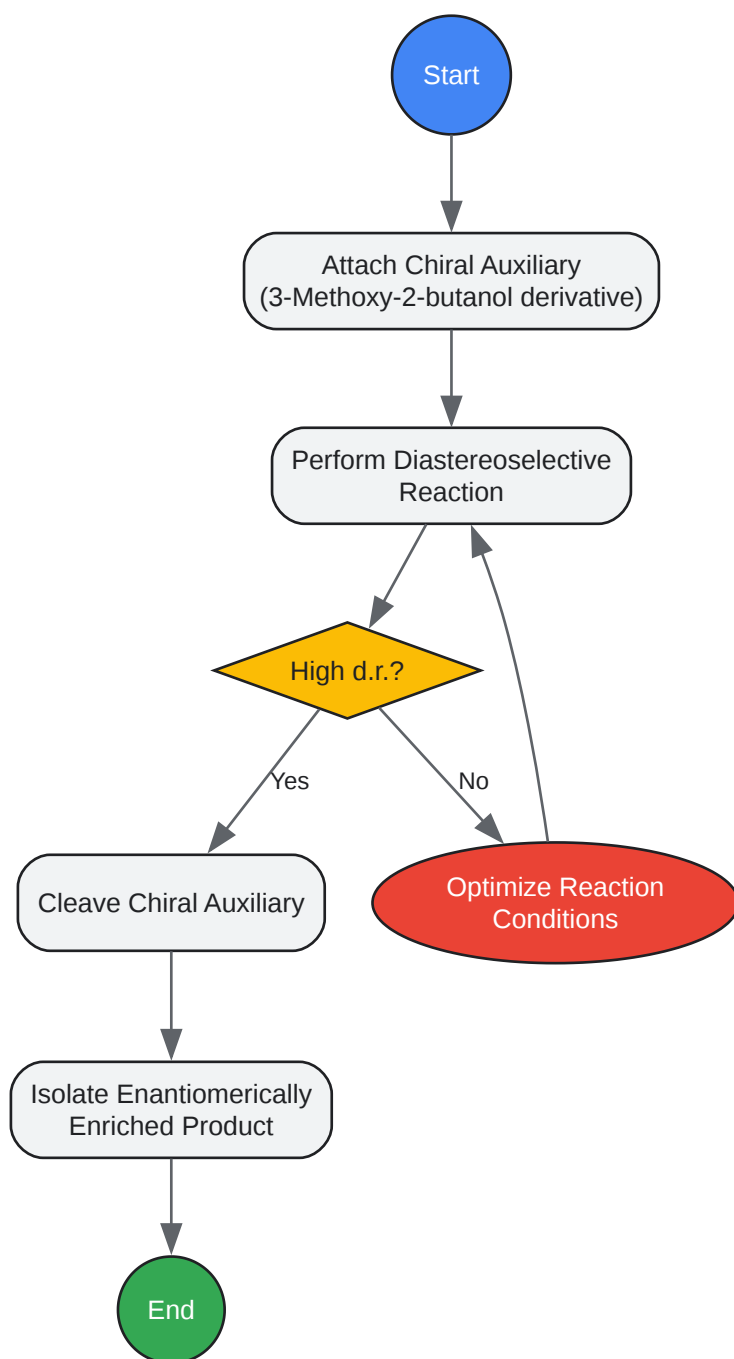 Start
Attach Chiral Auxiliary
(3-Methoxy-2-butanol derivative)
Perform Diastereoselective
Reaction
High d.r.?
Yes
No
Cleave Chiral Auxiliary
Optimize Reaction
Conditions
Isolate Enantiomerically
Enriched Product
End